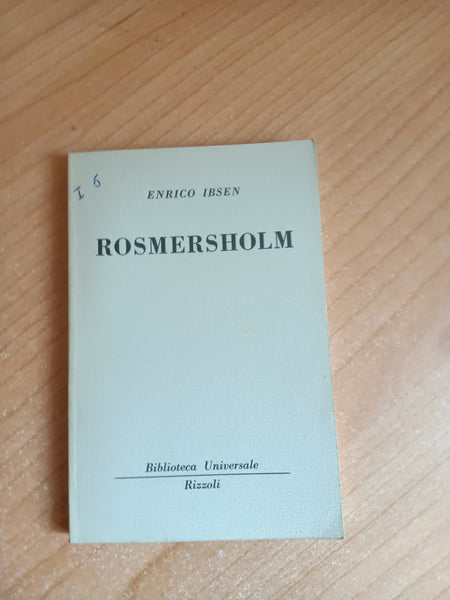 I 6
ENRICO IBSEN
ROSMERSHOLM
Biblioteca Universale
Rizzoli